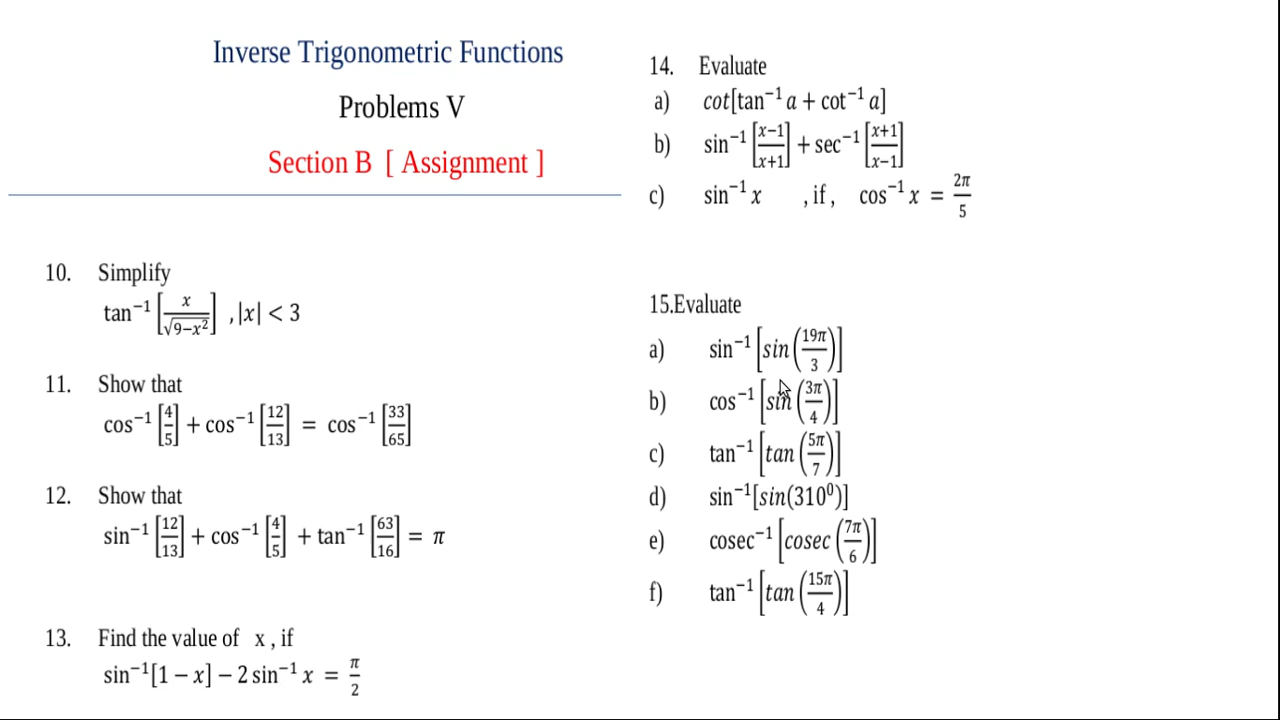 Inverse Trigonometric Functions
Problems V
Section B [ Assignment ]
10. Simplify
tan⁻¹ [x/√(9−x²)] , |x| < 3
11. Show that
cos⁻¹ [4/5] + cos⁻¹ [12/13] = cos⁻¹ [33/65]
12. Show that
sin⁻¹ [12/13] + cos⁻¹ [4/5] + tan⁻¹ [63/16] = π
13. Find the value of x , if
sin⁻¹[1 − x] − 2 sin⁻¹ x = π/2
14. Evaluate
a) cot[tan⁻¹ a + cot⁻¹ a]
b) sin⁻¹ [x−1/x+1] + sec⁻¹ [x+1/x−1]
c) sin⁻¹ x , if , cos⁻¹ x = 2π/5
15.Evaluate
a) sin⁻¹ [sin (19π/3)]
b) cos⁻¹ [sin (3π/4)]
c) tan⁻¹ [tan (5π/7)]
d) sin⁻¹[sin(310⁰)]
e) cosec⁻¹ [cosec (7π/6)]
f) tan⁻¹ [tan (15π/4)]